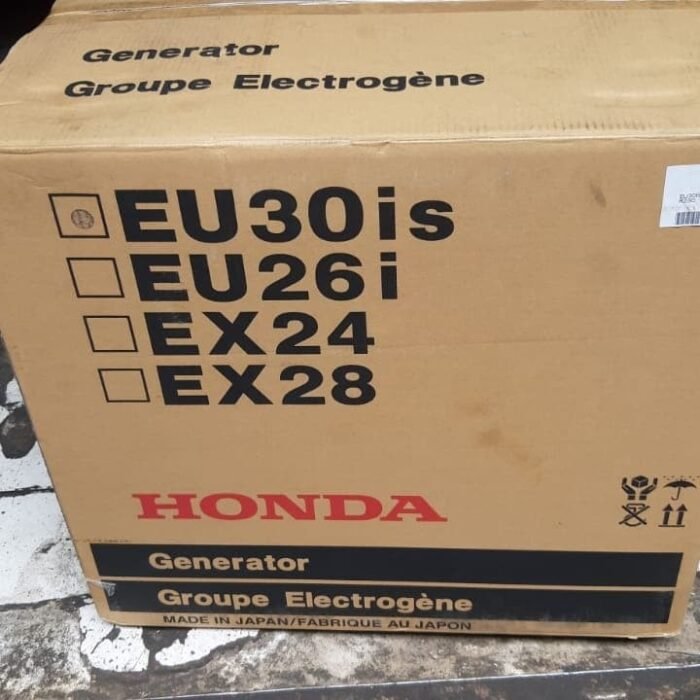 Generator
Groupe Electrogène
EU30is
EU26i
EX24
EX28
HONDA
Generator
Groupe Electrogène
MADE IN JAPAN/FABRIQUE AU JAPON